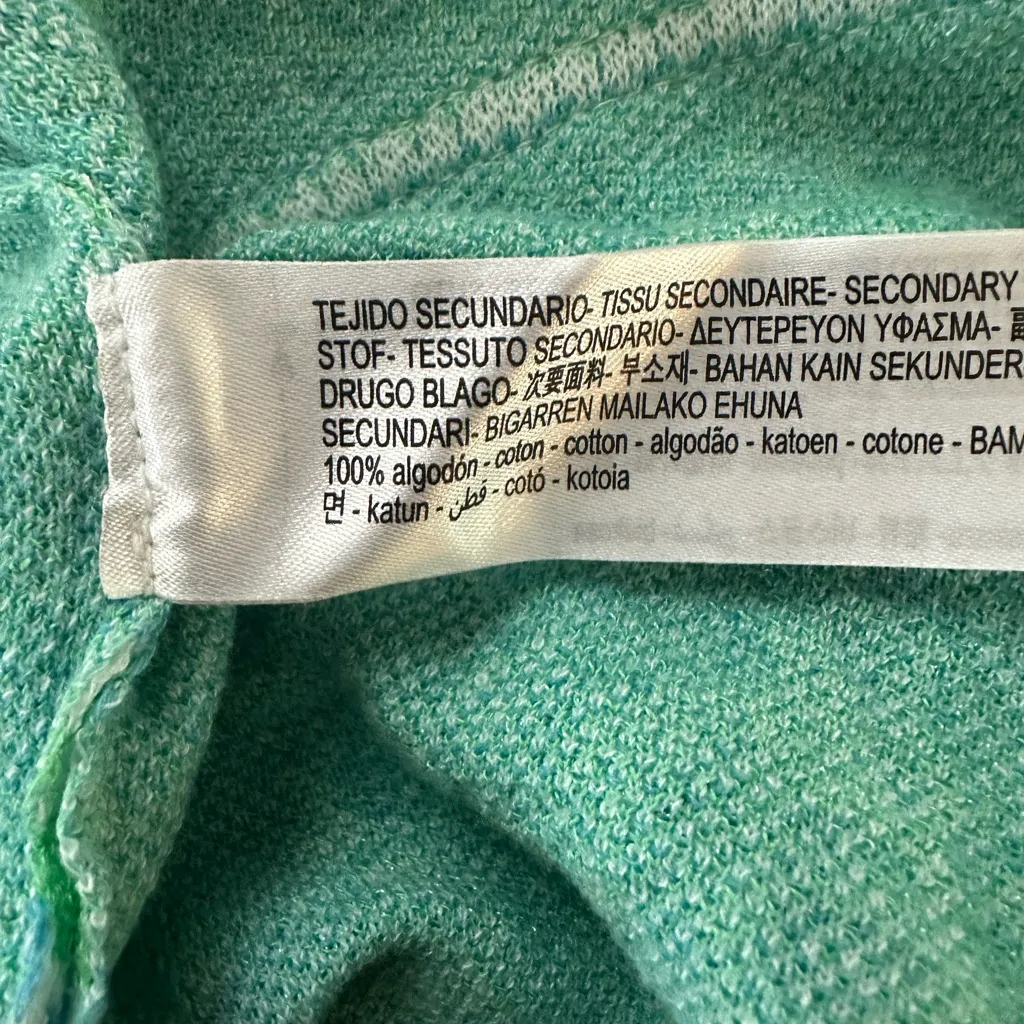 TEJIDO SECUNDARIO- TISSU SECONDAIRE- SECONDARY
STOF- TESSUTO SECONDARIO- ΔΕΥΤΕΡΕΥΟΝ ΥΦΑΣΜΑ-
DRUGO BLAGO- 次要面料- 부소재- BAHAN KAIN SEKUNDER
SECUNDARI- BIGARREN MAILAKO EHUNA
100% algodón - coton - cotton - algodão - katoen - cotone - BAM
면 - katun - قطن - cotó - kotoia